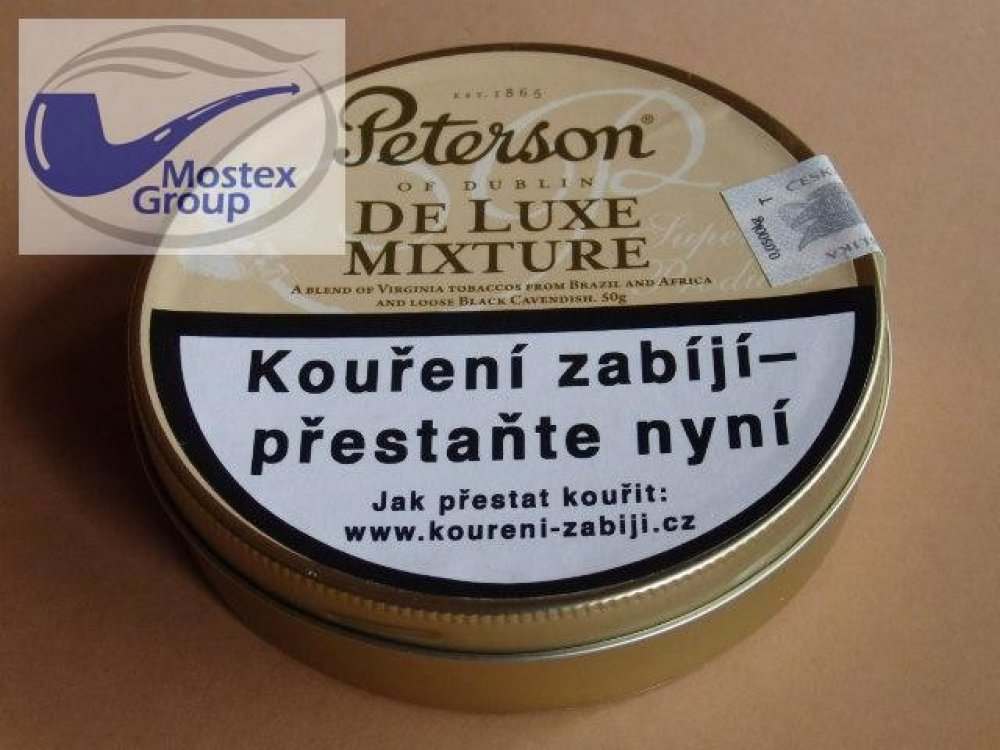 Mostex
Group
EST. 1865
Peterson®
OF DUBLIN
DE LUXE
MIXTURE
A BLEND OF VIRGINIA TOBACCOS FROM BRAZIL AND AFRICA
AND LOOSE BLACK CAVENDISH. 50g
Kouření zabíjí–
přestaňte nyní
Jak přestat kouřit:
www.koureni-zabiji.cz